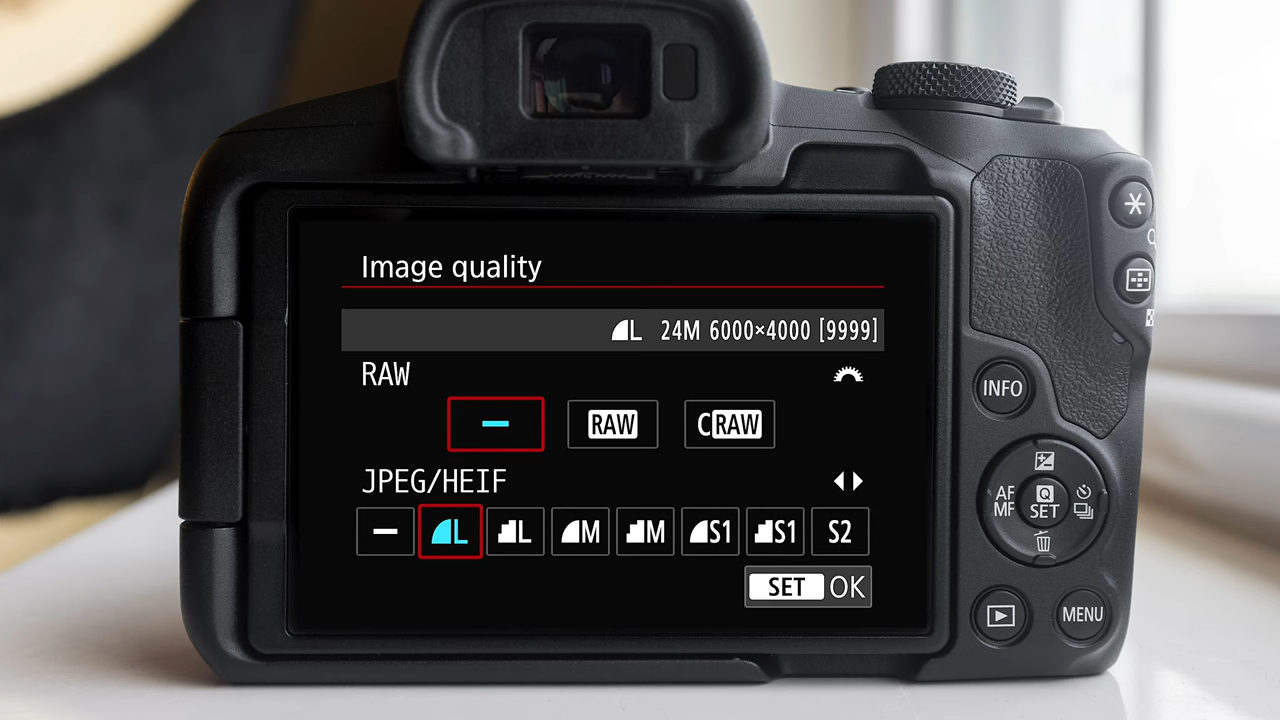 Image quality
L 24M 6000×4000 [9999]
RAW
– RAW CRAW
JPEG/HEIF
– L L M M S1 S1 S2
SET OK
INFO
AF
MF
Q
SET
MENU